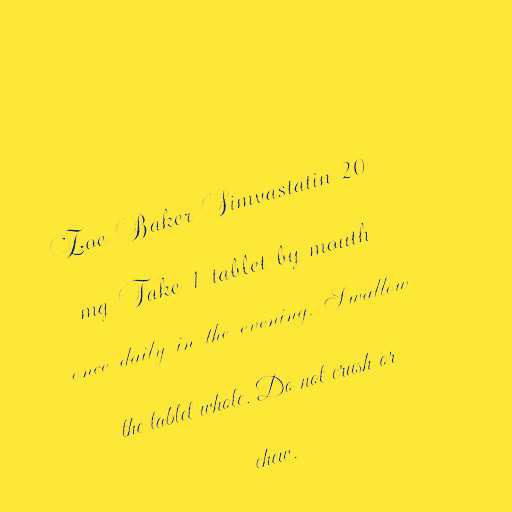 Zoe Baker Simvastatin 20
mg Take 1 tablet by mouth
once daily in the evening. Swallow
the tablet whole. Do not crush or
chew.